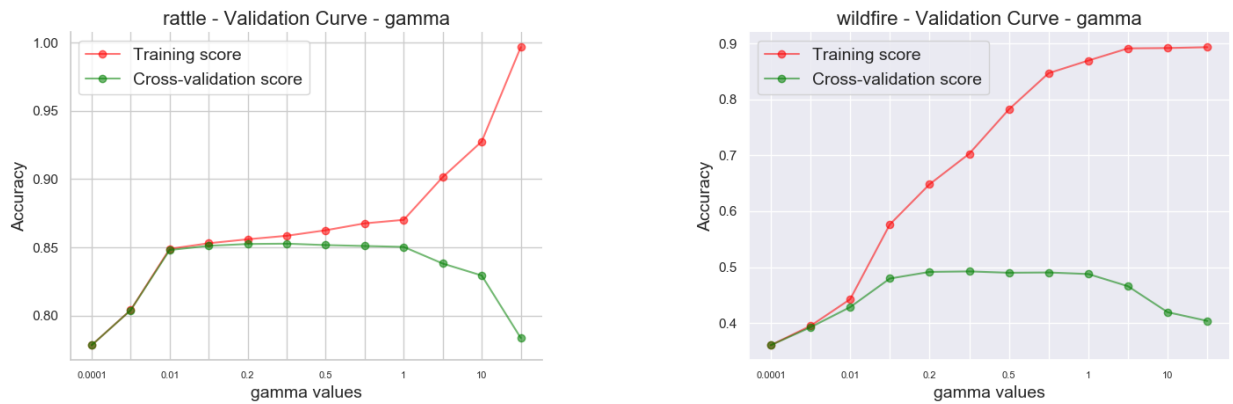 rattle - Validation Curve - gamma
Training score
Cross-validation score
1.00
0.95
0.90
0.85
0.80
Accuracy
0.0001 0.01 0.2 0.5 1 10
gamma values
wildfire - Validation Curve - gamma
Training score
Cross-validation score
0.9
0.8
0.7
0.6
0.5
0.4
Accuracy
0.0001 0.01 0.2 0.5 1 10
gamma values